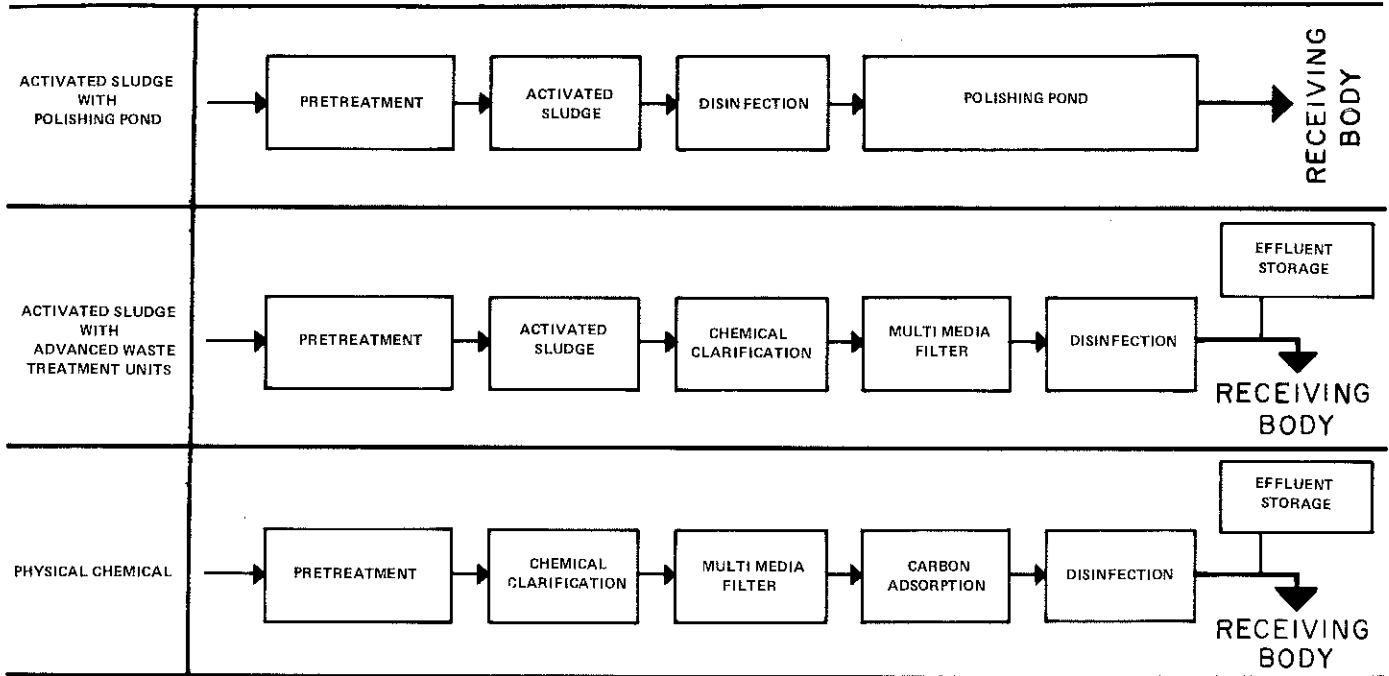 ACTIVATED SLUDGE
WITH
POLISHING POND
PRETREATMENT
ACTIVATED
SLUDGE
DISINFECTION
POLISHING POND
RECEIVING
BODY
ACTIVATED SLUDGE
WITH
ADVANCED WASTE
TREATMENT UNITS
PRETREATMENT
ACTIVATED
SLUDGE
CHEMICAL
CLARIFICATION
MULTI MEDIA
FILTER
DISINFECTION
EFFLUENT
STORAGE
RECEIVING
BODY
PHYSICAL CHEMICAL
PRETREATMENT
CHEMICAL
CLARIFICATION
MULTI MEDIA
FILTER
CARBON
ADSORPTION
DISINFECTION
EFFLUENT
STORAGE
RECEIVING
BODY